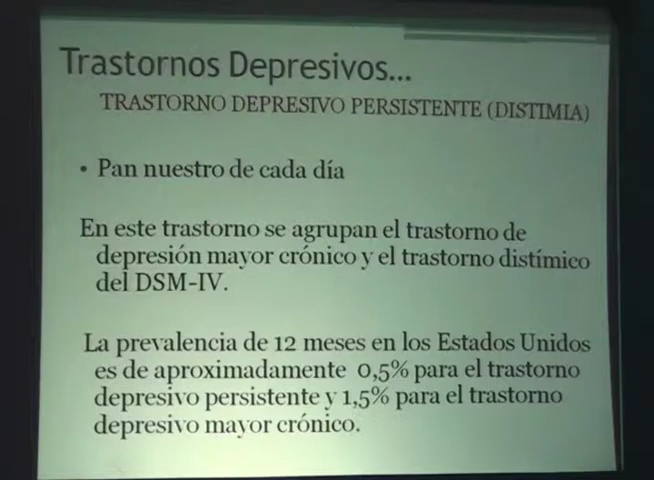 Trastornos Depresivos...
TRASTORNO DEPRESIVO PERSISTENTE (DISTIMIA)
• Pan nuestro de cada día
En este trastorno se agrupan el trastorno de
depresión mayor crónico y el trastorno distímico
del DSM-IV.
La prevalencia de 12 meses en los Estados Unidos
es de aproximadamente 0,5% para el trastorno
depresivo persistente y 1,5% para el trastorno
depresivo mayor crónico.